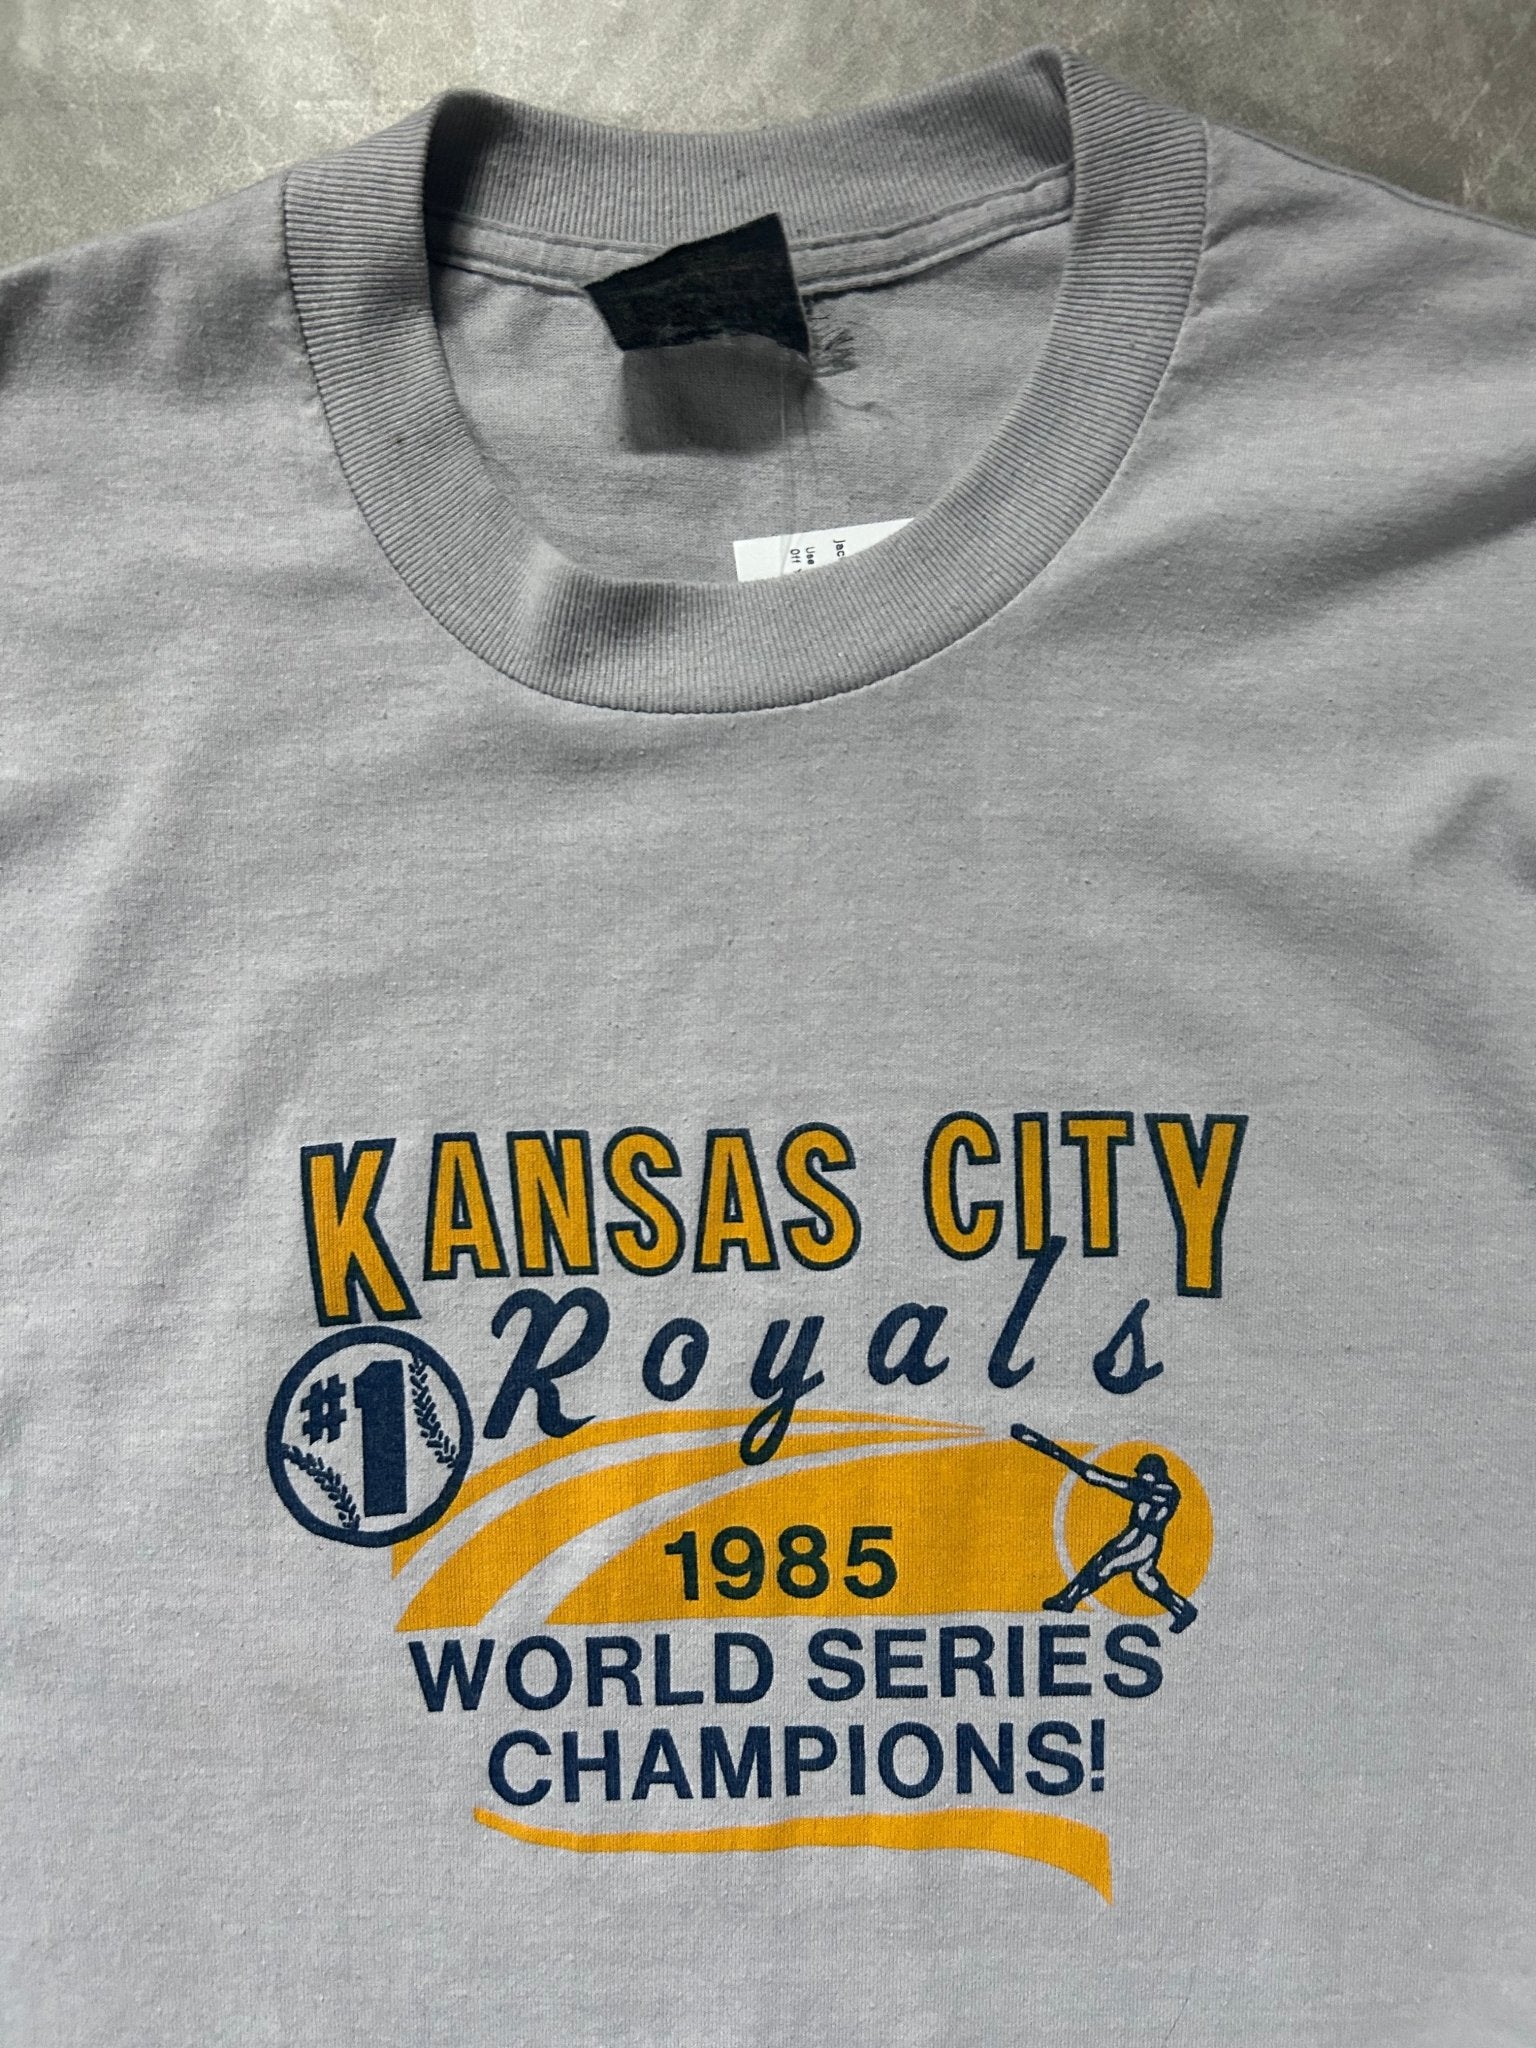 KANSAS CITY
Royals
#1
1985
WORLD SERIES
CHAMPIONS!